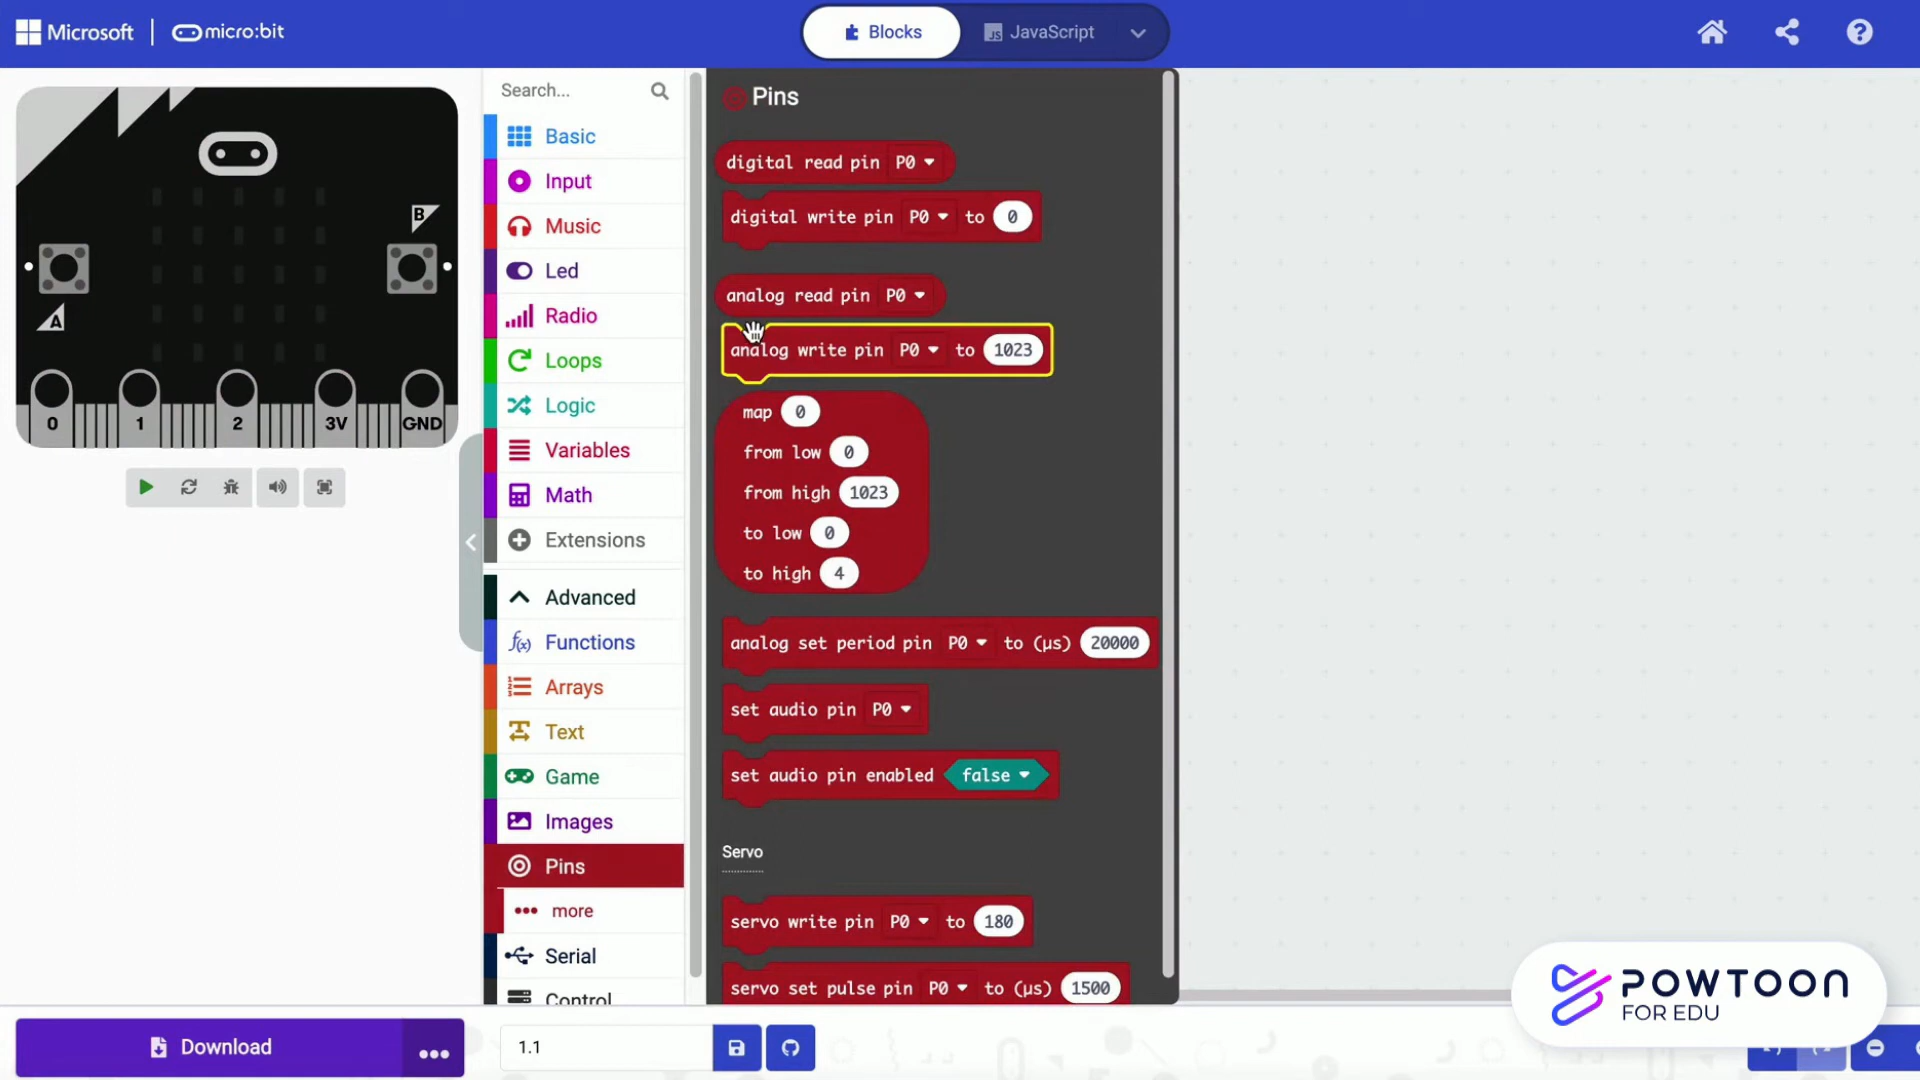 Microsoft | micro:bit
Blocks
JavaScript
Search...
Basic
Input
Music
Led
Radio
Loops
Logic
Variables
Math
Extensions
Advanced
Functions
Arrays
Text
Game
Images
Pins
more
Serial
Control
Pins
digital read pin P0
digital write pin P0 to 0
analog read pin P0
analog write pin P0 to 1023
map 0
from low 0
from high 1023
to low 0
to high 4
analog set period pin P0 to (µs) 20000
set audio pin P0
set audio pin enabled false
Servo
servo write pin P0 to 180
servo set pulse pin P0 to (µs) 1500
B
A
0 1 2 3V GND
Download
1.1
POWTOON
FOR EDU